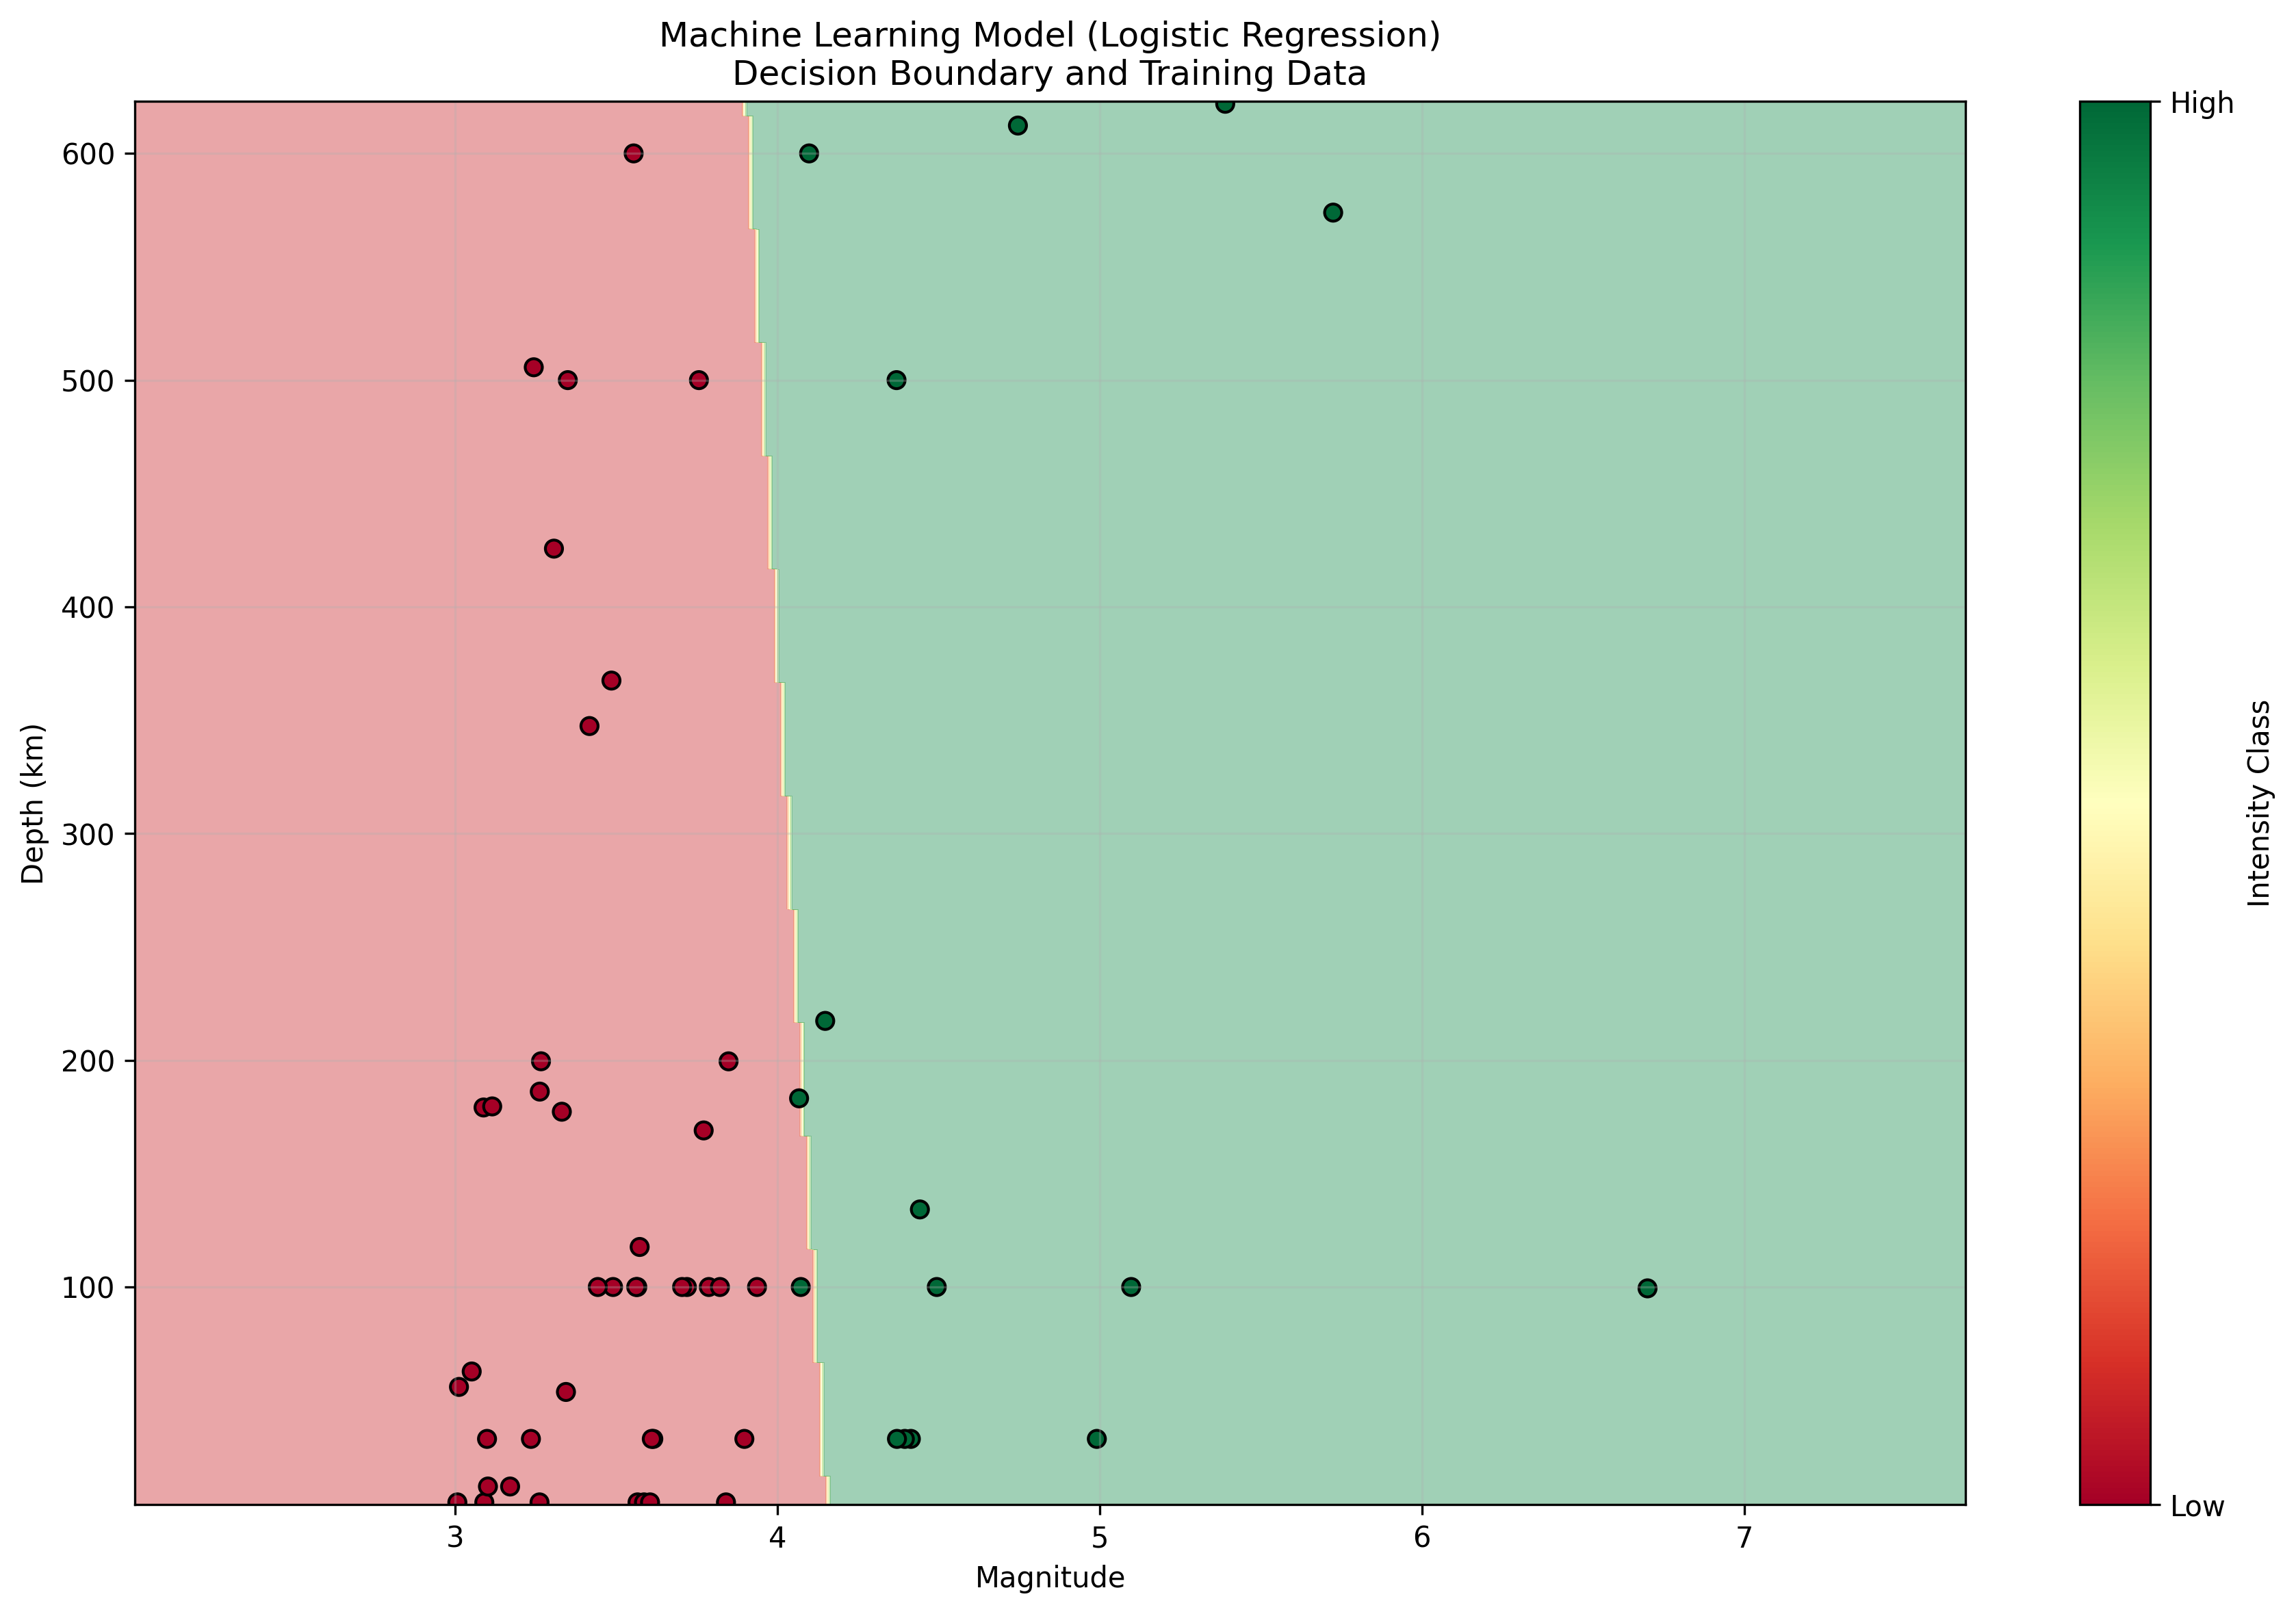 Machine Learning Model (Logistic Regression)
Decision Boundary and Training Data
High
600
500
400
300
200
100
Depth (km)
Intensity Class
Low
3
4
5
6
7
Magnitude